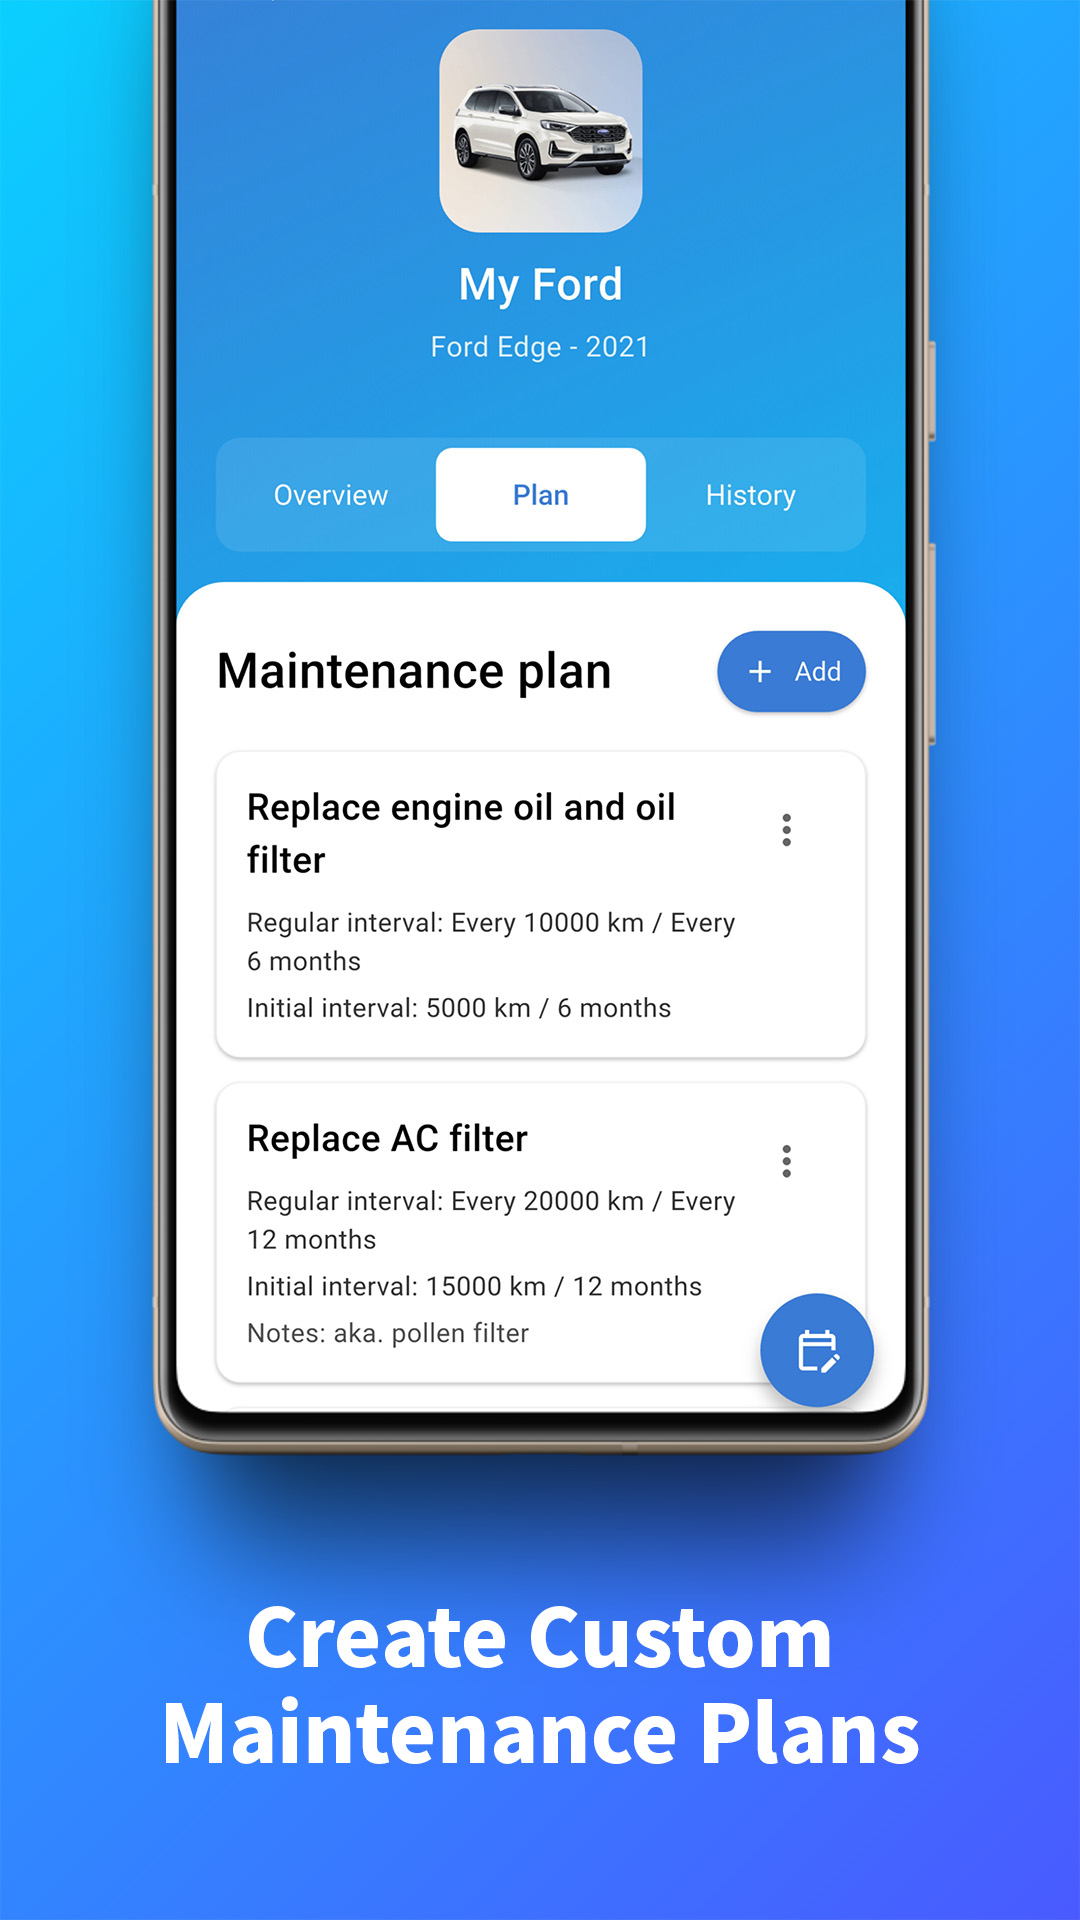 My Ford
Ford Edge - 2021
Overview
Plan
History
Maintenance plan
+ Add
Replace engine oil and oil
filter
Regular interval: Every 10000 km / Every
6 months
Initial interval: 5000 km / 6 months
Replace AC filter
Regular interval: Every 20000 km / Every
12 months
Initial interval: 15000 km / 12 months
Notes: aka. pollen filter
Create Custom
Maintenance Plans